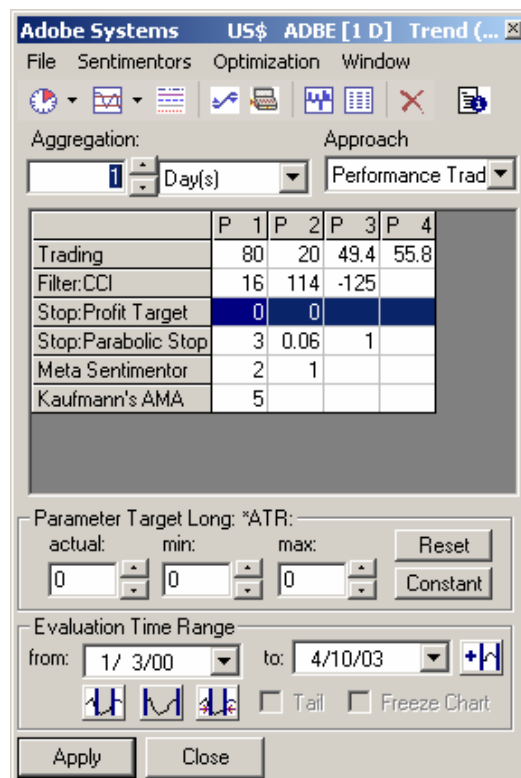 Adobe Systems US$ ADBE [1 D] Trend (...
File Sentimentors Optimization Window
Aggregation: Approach
1 Day(s) Performance Trad
P 1 P 2 P 3 P 4
Trading 80 20 49.4 55.8
Filter:CCI 16 114 -125
Stop:Profit Target 0 0
Stop:Parabolic Stop 3 0.06 1
Meta Sentimentor 2 1
Kaufmann's AMA 5
Parameter Target Long: *ATR:
actual: min: max: Reset
0 0 0 Constant
Evaluation Time Range
from: 1/ 3/00 to: 4/10/03
Tail Freeze Chart
Apply Close